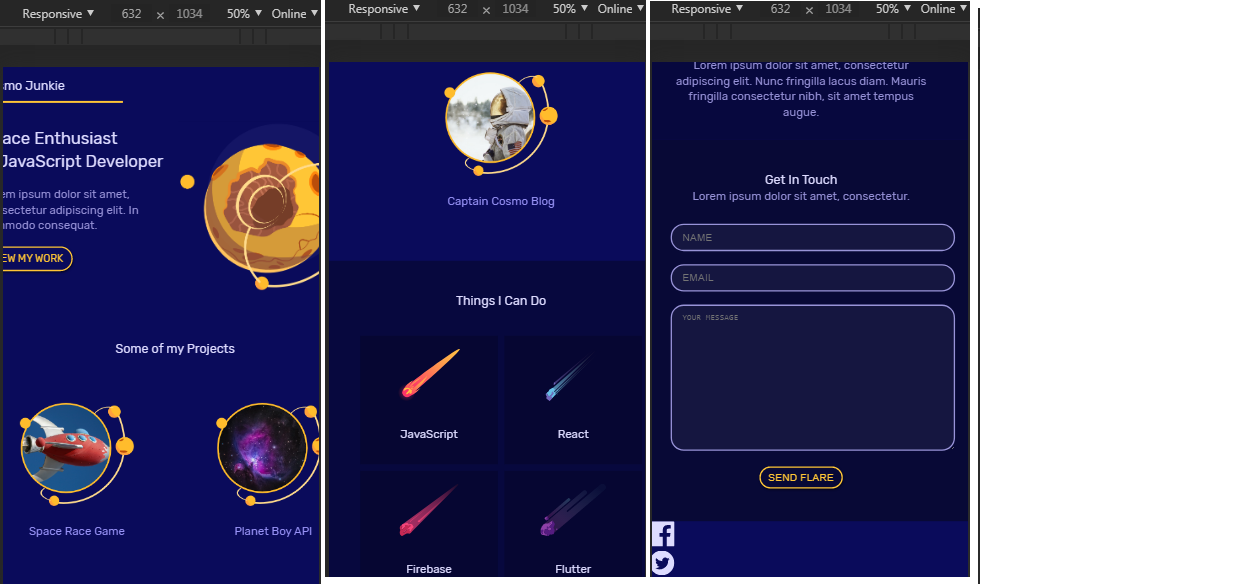 Responsive ▼ 632 × 1034 50% ▼ Online ▼
smo Junkie
ace Enthusiast
JavaScript Developer
em ipsum dolor sit amet,
sectetur adipiscing elit. In
mmodo consequat.
EW MY WORK
Some of my Projects
Space Race Game
Planet Boy API
Responsive ▼ 632 × 1034 50% ▼ Online ▼
Captain Cosmo Blog
Things I Can Do
JavaScript
React
Firebase
Flutter
Responsive ▼ 632 × 1034 50% ▼ Online ▼
Lorem ipsum dolor sit amet, consectetur
adipiscing elit. Nunc fringilla lacus diam. Mauris
fringilla consectetur nibh, sit amet tempus
augue.
Get In Touch
Lorem ipsum dolor sit amet, consectetur.
NAME
EMAIL
YOUR MESSAGE
SEND FLARE